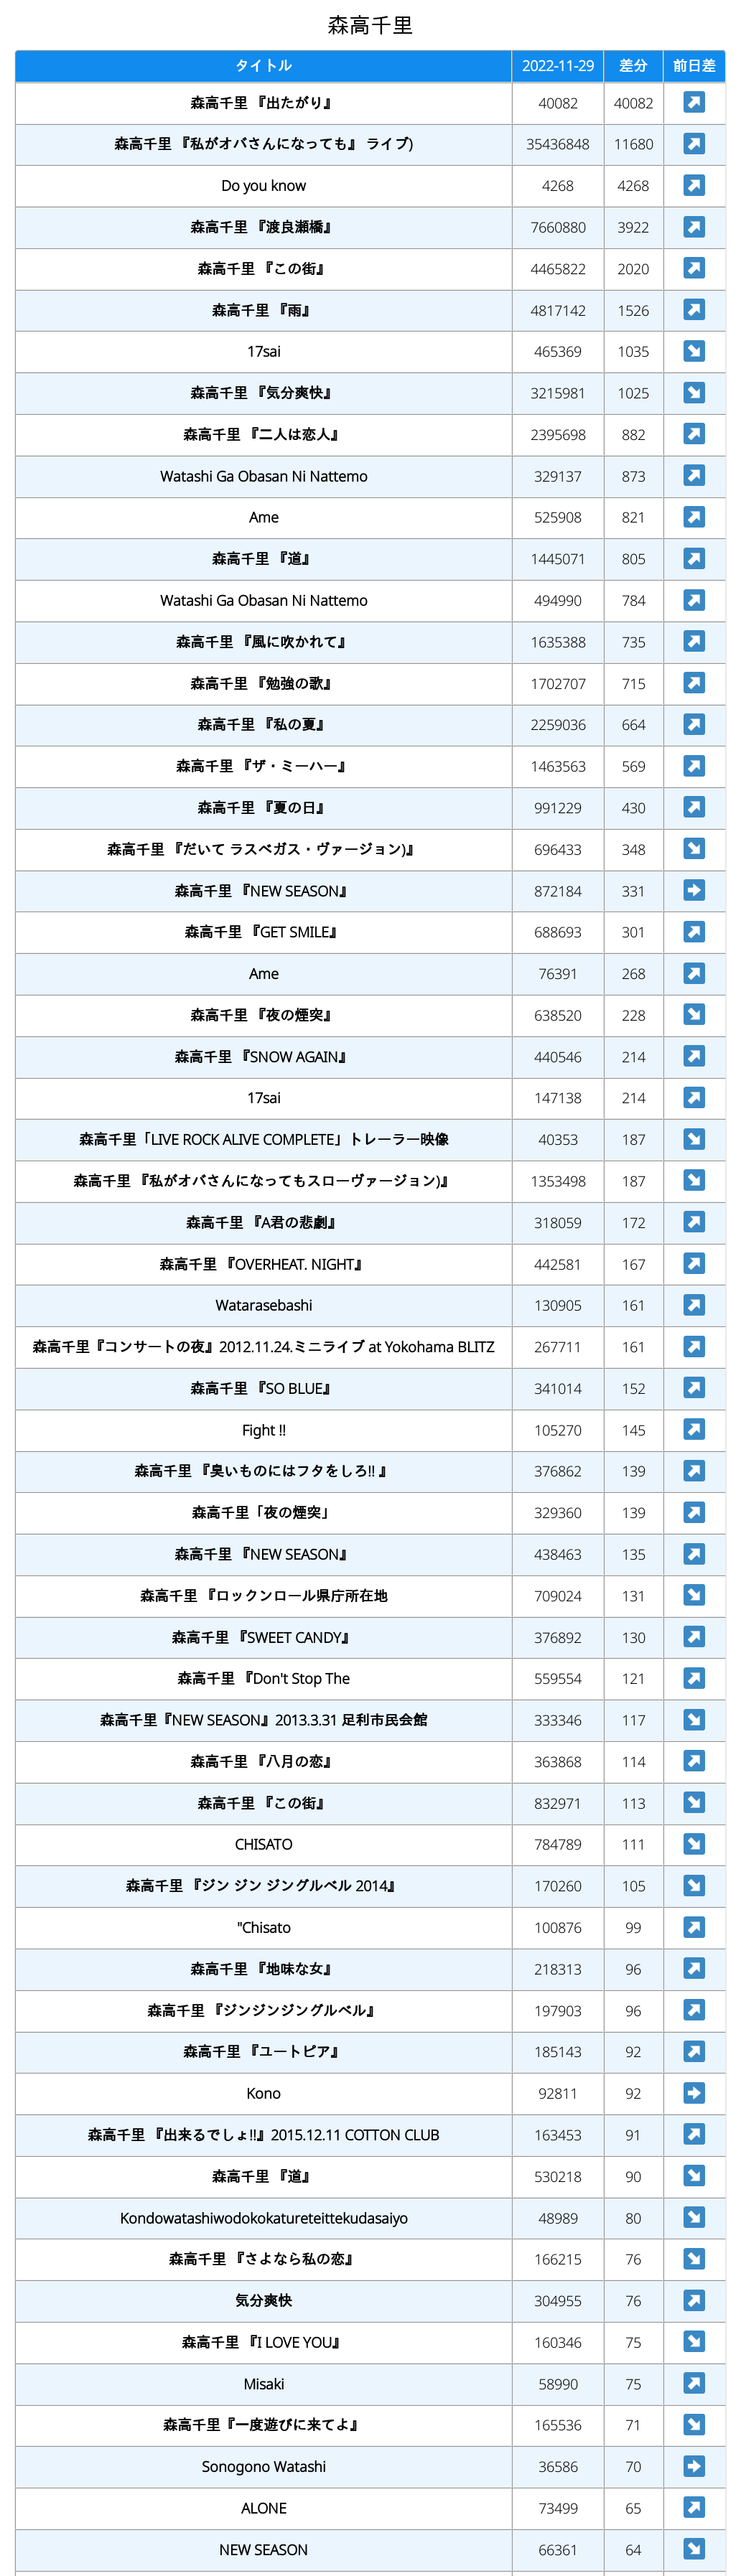 森高千里
タイトル 2022-11-29 差分 前日差
森高千里 『出たがり』 40082 40082
森高千里 『私がオバさんになっても』 ライブ) 35436848 11680
Do you know 4268 4268
森高千里 『渡良瀬橋』 7660880 3922
森高千里 『この街』 4465822 2020
森高千里 『雨』 4817142 1526
17sai 465369 1035
森高千里 『気分爽快』 3215981 1025
森高千里 『二人は恋人』 2395698 882
Watashi Ga Obasan Ni Nattemo 329137 873
Ame 525908 821
森高千里 『道』 1445071 805
Watashi Ga Obasan Ni Nattemo 494990 784
森高千里 『風に吹かれて』 1635388 735
森高千里 『勉強の歌』 1702707 715
森高千里 『私の夏』 2259036 664
森高千里 『ザ・ミーハー』 1463563 569
森高千里 『夏の日』 991229 430
森高千里 『だいて ラスベガス・ヴァージョン)』 696433 348
森高千里 『NEW SEASON』 872184 331
森高千里 『GET SMILE』 688693 301
Ame 76391 268
森高千里 『夜の煙突』 638520 228
森高千里 『SNOW AGAIN』 440546 214
17sai 147138 214
森高千里「LIVE ROCK ALIVE COMPLETE」トレーラー映像 40353 187
森高千里 『私がオバさんになってもスローヴァージョン)』 1353498 187
森高千里 『A君の悲劇』 318059 172
森高千里 『OVERHEAT. NIGHT』 442581 167
Watarasebashi 130905 161
森高千里『コンサートの夜』2012.11.24.ミニライブ at Yokohama BLITZ 267711 161
森高千里 『SO BLUE』 341014 152
Fight !! 105270 145
森高千里 『臭いものにはフタをしろ!! 』 376862 139
森高千里「夜の煙突」 329360 139
森高千里 『NEW SEASON』 438463 135
森高千里 『ロックンロール県庁所在地 709024 131
森高千里 『SWEET CANDY』 376892 130
森高千里 『Don't Stop The 559554 121
森高千里『NEW SEASON』2013.3.31 足利市民会館 333346 117
森高千里 『八月の恋』 363868 114
森高千里 『この街』 832971 113
CHISATO 784789 111
森高千里 『ジン ジン ジングルベル 2014』 170260 105
"Chisato 100876 99
森高千里 『地味な女』 218313 96
森高千里 『ジンジンジングルベル』 197903 96
森高千里 『ユートピア』 185143 92
Kono 92811 92
森高千里 『出来るでしょ!!』2015.12.11 COTTON CLUB 163453 91
森高千里 『道』 530218 90
Kondowatashiwodokokatureteittekudasaiyo 48989 80
森高千里 『さよなら私の恋』 166215 76
気分爽快 304955 76
森高千里 『I LOVE YOU』 160346 75
Misaki 58990 75
森高千里『一度遊びに来てよ』 165536 71
Sonogono Watashi 36586 70
ALONE 73499 65
NEW SEASON 66361 64